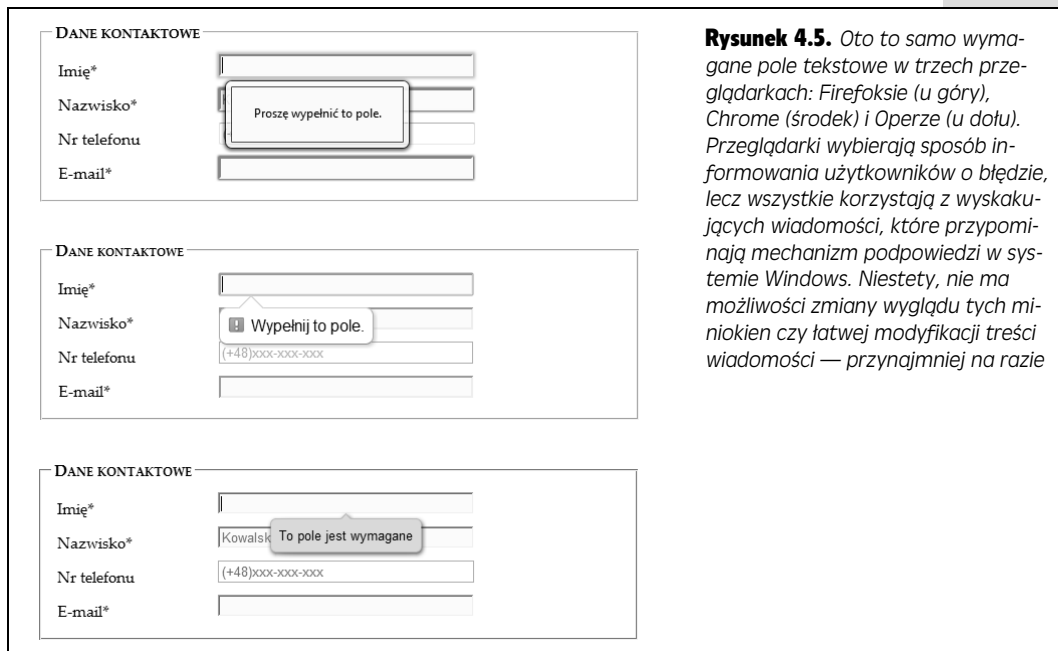 DANE KONTAKTOWE
Imię*
Nazwisko*
Proszę wypełnić to pole.
Nr telefonu
E-mail*
DANE KONTAKTOWE
Imię*
Nazwisko*
Wypełnij to pole.
Nr telefonu
(+48)xxx-xxx-xxx
E-mail*
DANE KONTAKTOWE
Imię*
Nazwisko*
Kowalsk
To pole jest wymagane
Nr telefonu
(+48)xxx-xxx-xxx
E-mail*
Rysunek 4.5. Oto to samo wyma-
gane pole tekstowe w trzech prze-
glądarkach: Firefoksie (u góry),
Chrome (środek) i Operze (u dołu).
Przeglądarki wybierają sposób in-
formowania użytkowników o błędzie,
lecz wszystkie korzystają z wyskaku-
jących wiadomości, które przypomi-
nają mechanizm podpowiedzi w sys-
temie Windows. Niestety, nie ma
możliwości zmiany wyglądu tych mi-
niokien czy łatwej modyfikacji treści
wiadomości — przynajmniej na razie